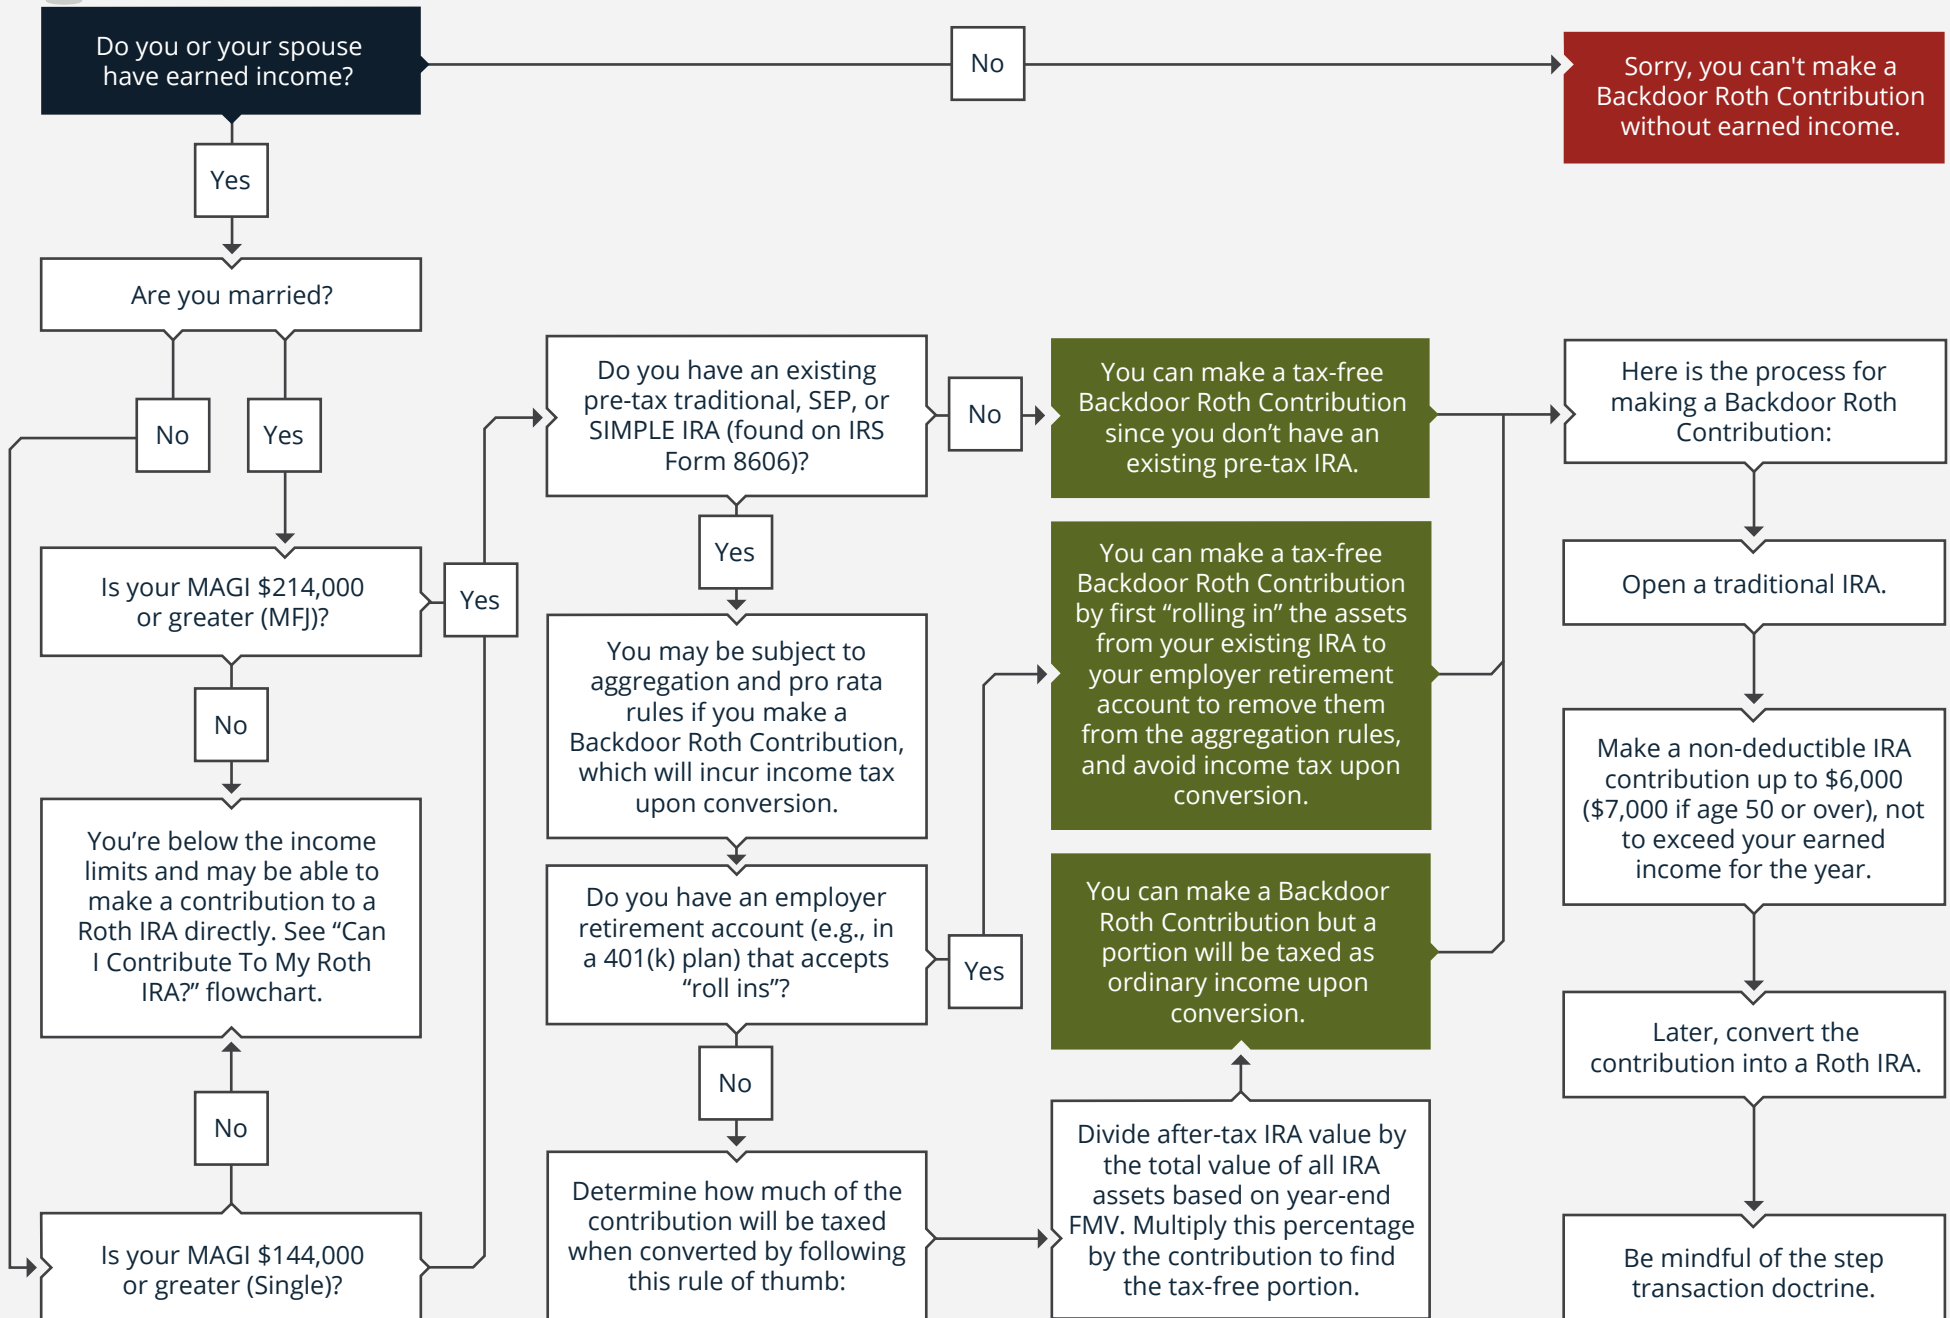 Do you or your spouse
have earned income?
No
Sorry, you can't make a
Backdoor Roth Contribution
without earned income.
Yes
Are you married?
No
Yes
Is your MAGI $214,000
or greater (MFJ)?
Yes
No
You’re below the income
limits and may be able to
make a contribution to a
Roth IRA directly. See “Can
I Contribute To My Roth
IRA?” flowchart.
No
Is your MAGI $144,000
or greater (Single)?
Do you have an existing
pre-tax traditional, SEP, or
SIMPLE IRA (found on IRS
Form 8606)?
No
Yes
You may be subject to
aggregation and pro rata
rules if you make a
Backdoor Roth Contribution,
which will incur income tax
upon conversion.
Do you have an employer
retirement account (e.g., in
a 401(k) plan) that accepts
“roll ins”?
Yes
No
Determine how much of the
contribution will be taxed
when converted by following
this rule of thumb:
You can make a tax-free
Backdoor Roth Contribution
since you don’t have an
existing pre-tax IRA.
You can make a tax-free
Backdoor Roth Contribution
by first “rolling in” the assets
from your existing IRA to
your employer retirement
account to remove them
from the aggregation rules,
and avoid income tax upon
conversion.
You can make a Backdoor
Roth Contribution but a
portion will be taxed as
ordinary income upon
conversion.
Divide after-tax IRA value by
the total value of all IRA
assets based on year-end
FMV. Multiply this percentage
by the contribution to find
the tax-free portion.
Here is the process for
making a Backdoor Roth
Contribution:
Open a traditional IRA.
Make a non-deductible IRA
contribution up to $6,000
($7,000 if age 50 or over), not
to exceed your earned
income for the year.
Later, convert the
contribution into a Roth IRA.
Be mindful of the step
transaction doctrine.